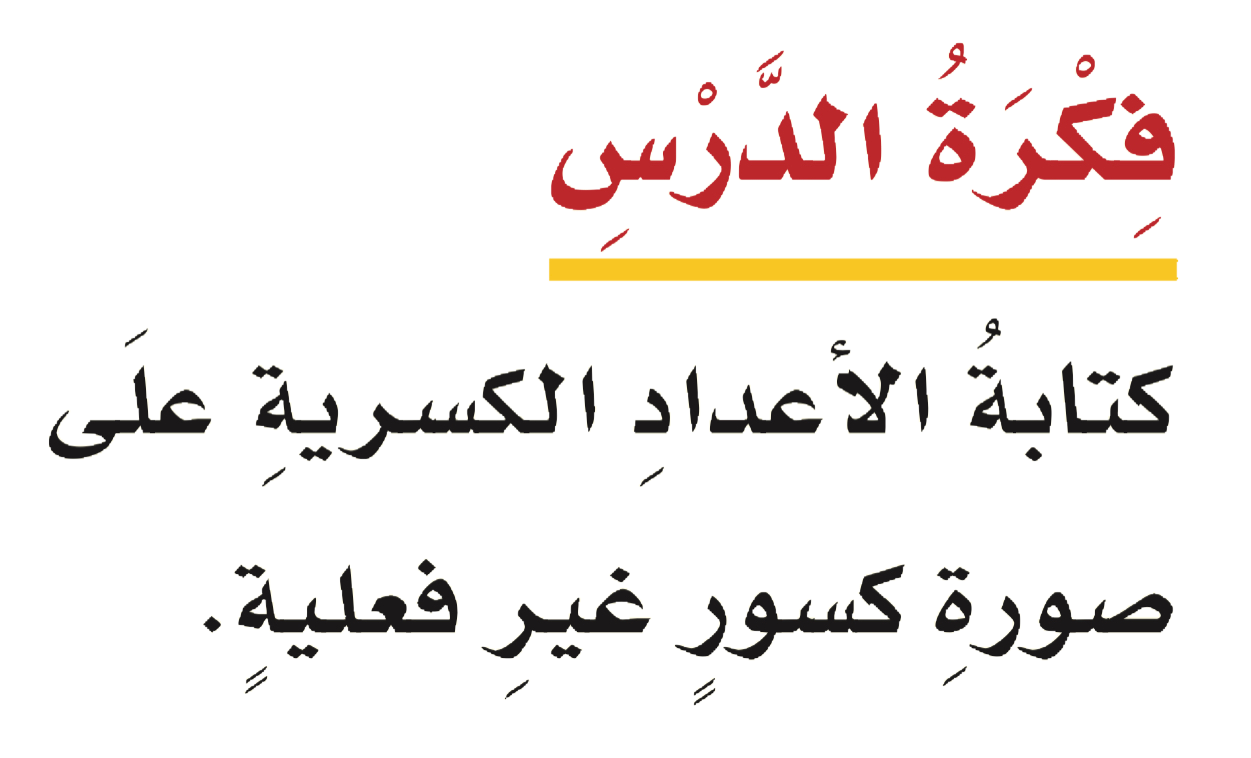 فِكْرَةُ الدَّرْسِ
كتابةُ الأعدادِ الكسريةِ علَى
صورةِ كسورٍ غيرِ فعليةٍ.